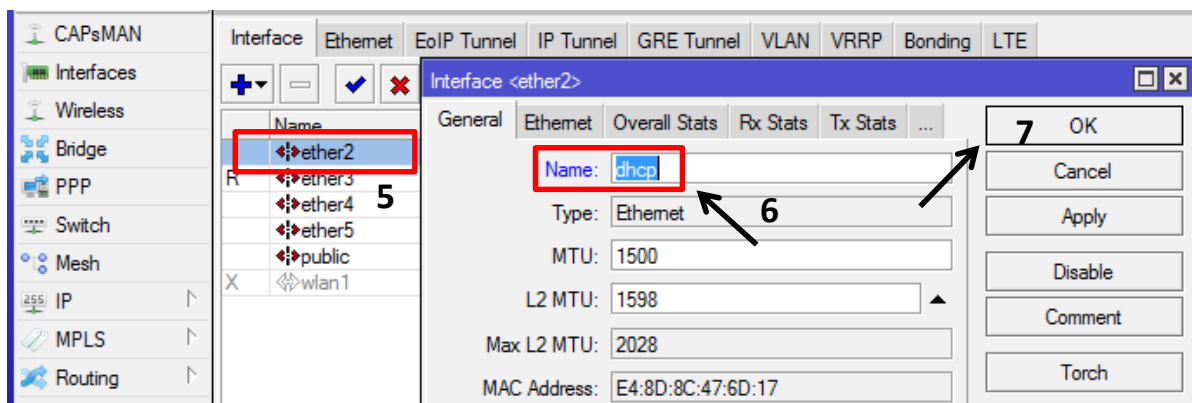 CAPsMAN
Interfaces
Wireless
Bridge
PPP
Switch
Mesh
255 IP
MPLS
Routing
Interface Ethernet EoIP Tunnel IP Tunnel GRE Tunnel VLAN VRRP Bonding LTE
Name
ether2
R ether3
ether4
ether5
public
X wlan1
5
Interface <ether2>
General Ethernet Overall Stats Rx Stats Tx Stats ...
Name: dhcp
Type: Ethernet
6
MTU: 1500
L2 MTU: 1598
Max L2 MTU: 2028
MAC Address: E4:8D:8C:47:6D:17
7
OK
Cancel
Apply
Disable
Comment
Torch